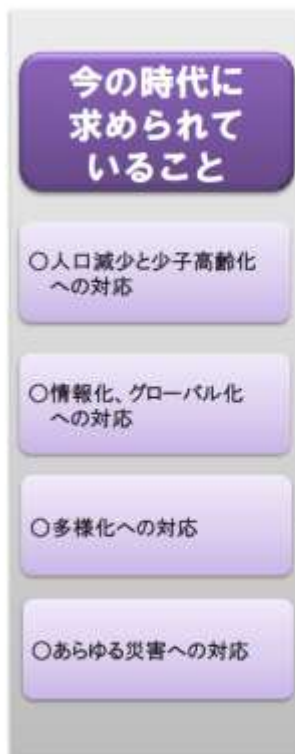 今の時代に
求められて
いること
○人口減少と少子高齢化
への対応
○情報化、グローバル化
への対応
○多様化への対応
○あらゆる災害への対応